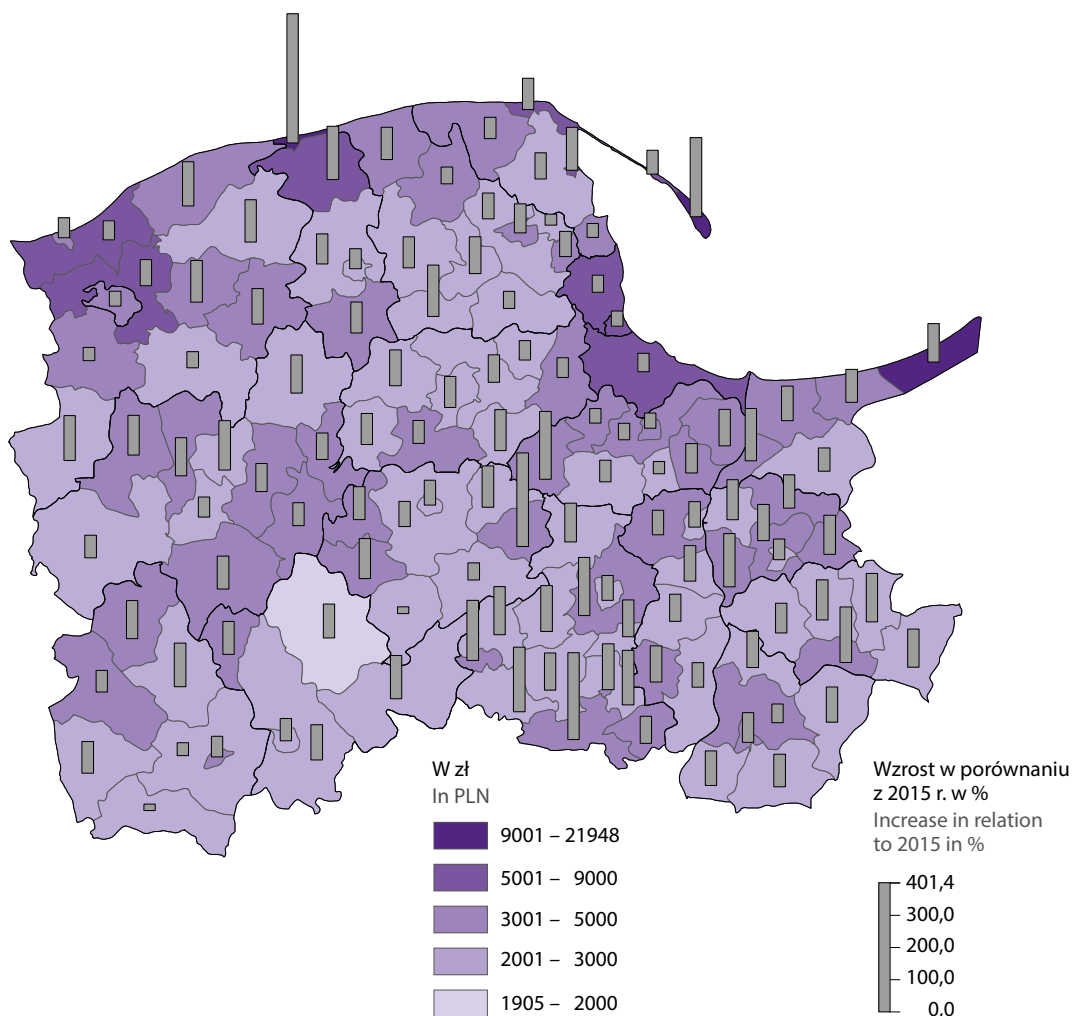 W zł
In PLN
9001 – 21948
5001 – 9000
3001 – 5000
2001 – 3000
1905 – 2000
Wzrost w porównaniu
z 2015 r. w %
Increase in relation
to 2015 in %
401,4
300,0
200,0
100,0
0,0